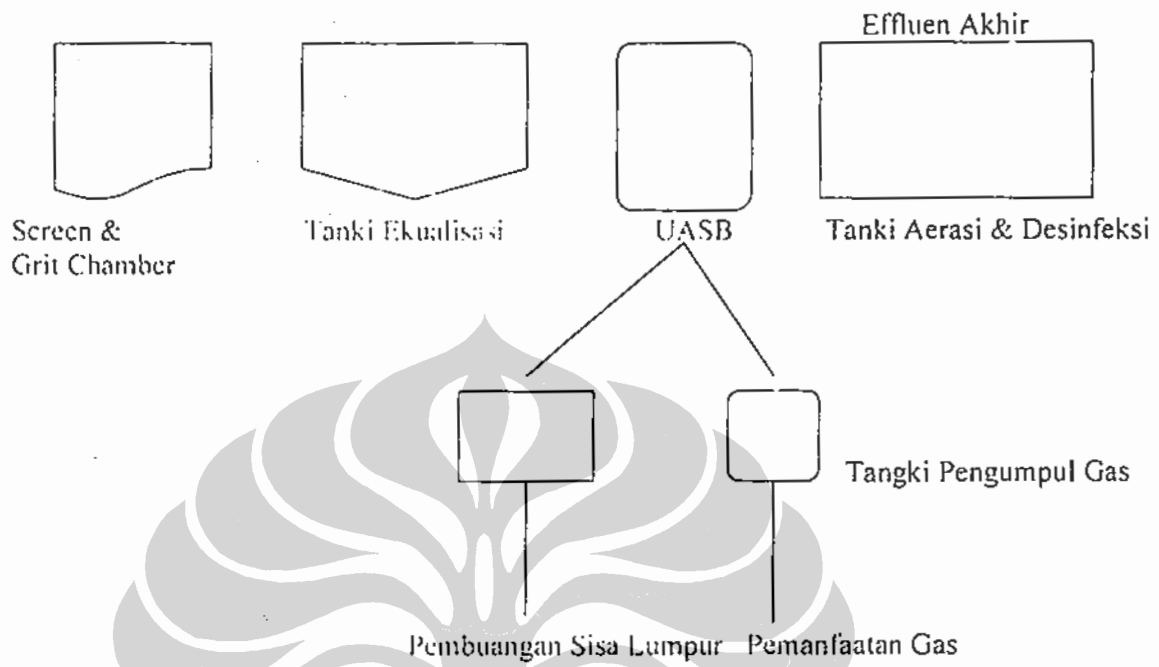 Effluen Akhir
Screen &
Grit Chamber
Tanki Ekualisasi
UASB
Tanki Aerasi & Desinfeksi
Tangki Pengumpul Gas
Pembuangan Sisa Lumpur
Pemanfaatan Gas